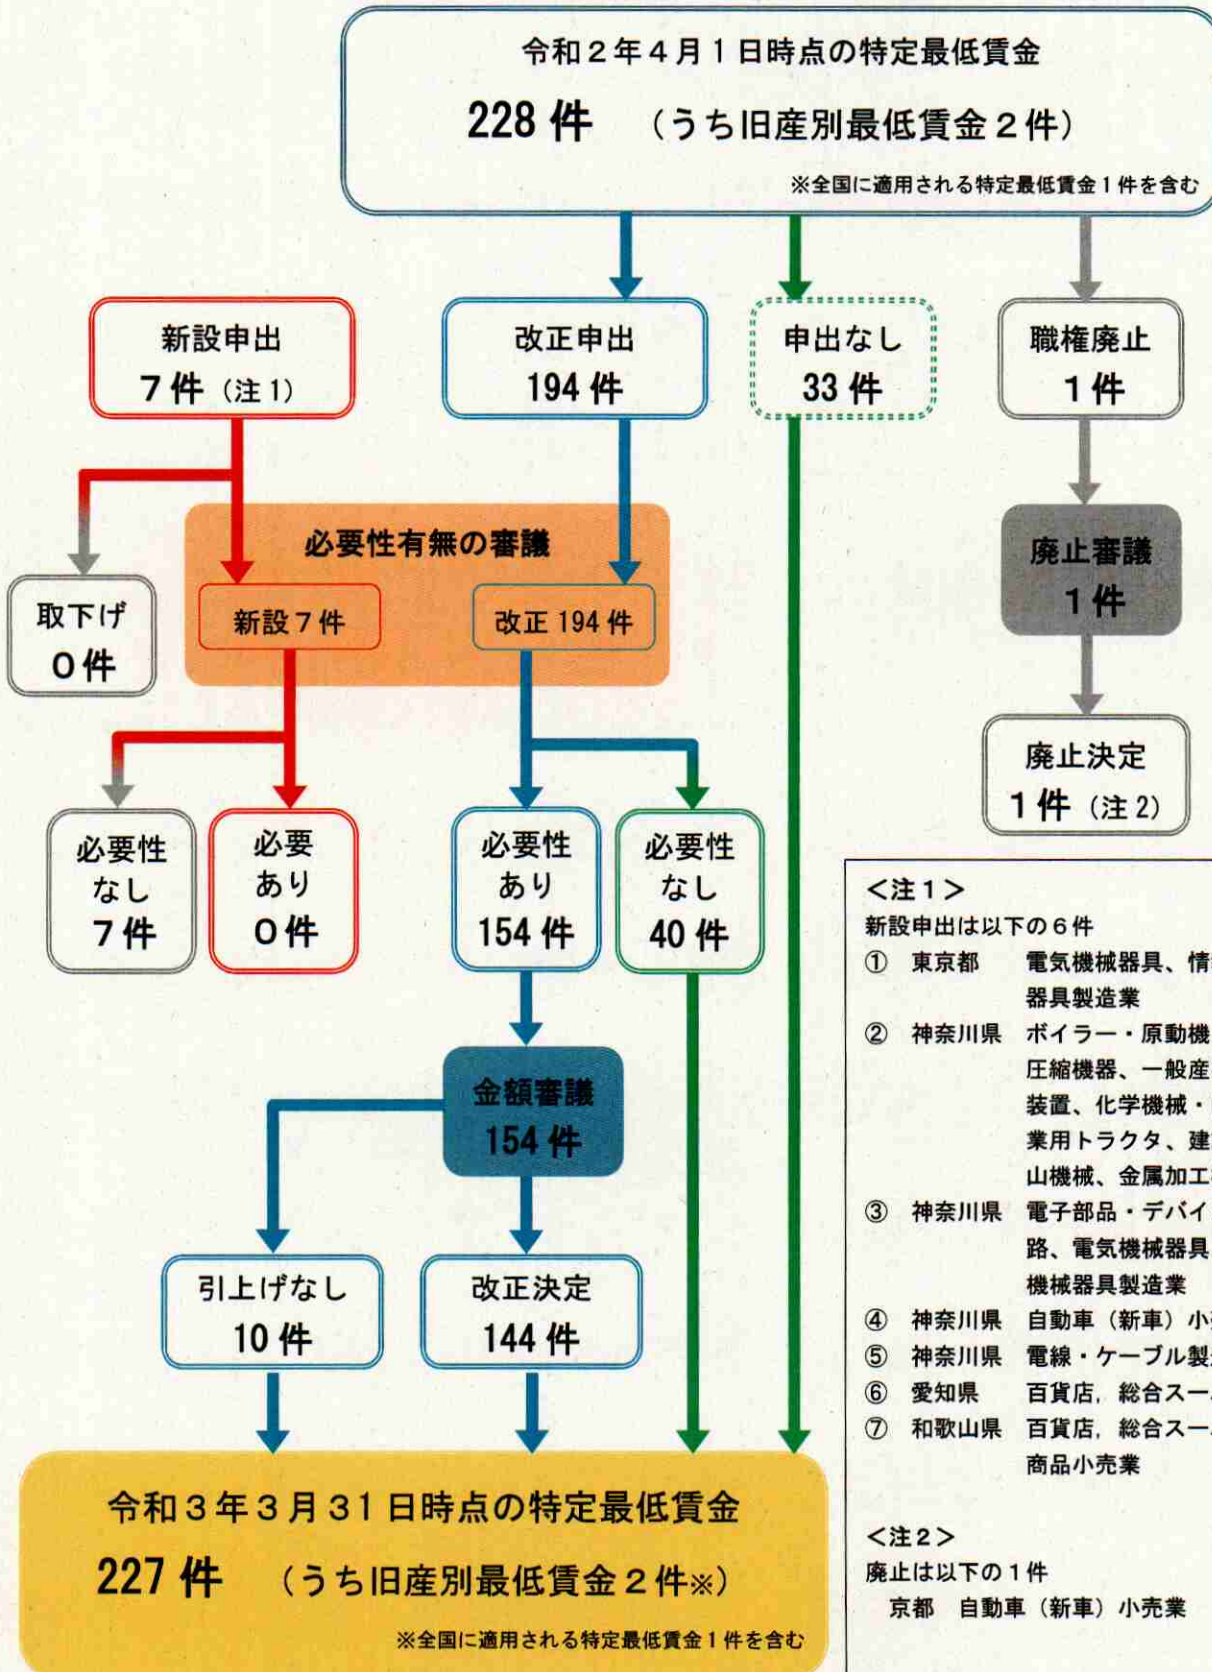 令和２年４月１日時点の特定最低賃金
228 件　（うち旧産別最低賃金２件）
※全国に適用される特定最低賃金１件を含む
新設申出
７件（注１）
改正申出
194 件
申出なし
33 件
職権廃止
１件
必要性有無の審議
新設７件
改正 194 件
取下げ
０件
廃止審議
１件
廃止決定
１件（注２）
必要性
なし
７件
必要
あり
０件
必要性
あり
154 件
必要性
なし
40 件
金額審議
154 件
引上げなし
10 件
改正決定
144 件
令和３年３月３１日時点の特定最低賃金
227 件　（うち旧産別最低賃金２件※）
※全国に適用される特定最低賃金１件を含む
＜注１＞
新設申出は以下の６件
①　東京都　電気機械器具、情
器具製造業
②　神奈川県　ボイラー・原動機
圧縮機器、一般産
装置、化学機械・
業用トラクタ、建
山機械、金属加工
③　神奈川県　電子部品・デバイ
路、電気機械器具
機械器具製造業
④　神奈川県　自動車（新車）小
⑤　神奈川県　電線・ケーブル製
⑥　愛知県　百貨店，総合スー
⑦　和歌山県　百貨店，総合スー
商品小売業
＜注２＞
廃止は以下の１件
京都　自動車（新車）小売業